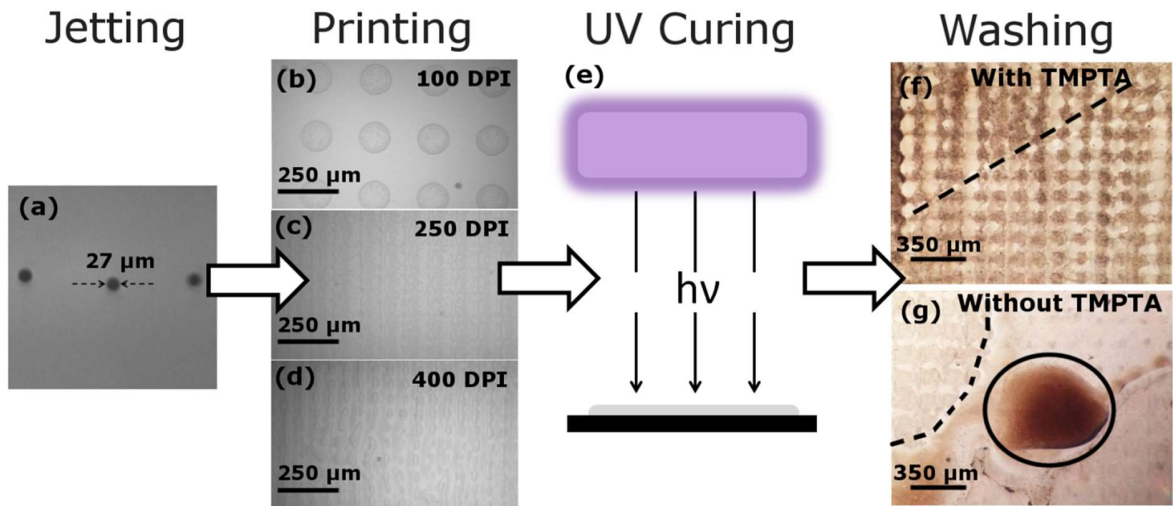 Jetting
Printing
UV Curing
Washing
(a)
27 µm
(b)
100 DPI
250 µm
(c)
250 DPI
250 µm
(d)
400 DPI
250 µm
(e)
hν
(f)
With TMPTA
350 µm
(g)
Without TMPTA
350 µm